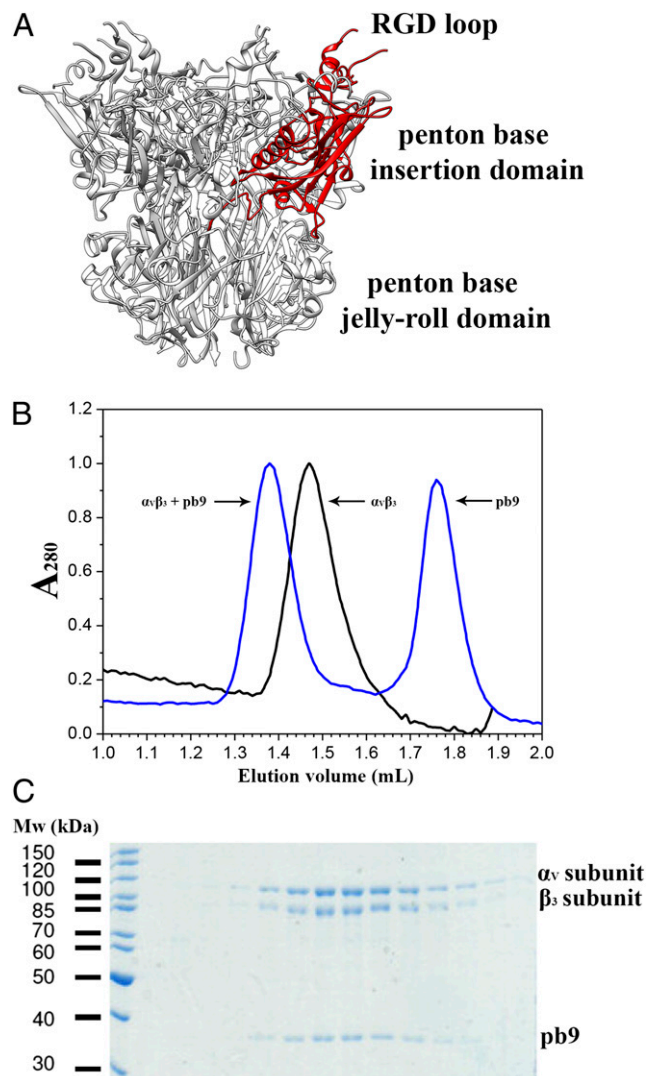 A
RGD loop
penton base
insertion domain
penton base
jelly-roll domain
B
αvβ3 + pb9
αvβ3
pb9
A280
1.2
1.0
0.8
0.6
0.4
0.2
0.0
1.0 1.1 1.2 1.3 1.4 1.5 1.6 1.7 1.8 1.9 2.0
Elution volume (mL)
C
Mw (kDa)
150
120
100
85
70
60
50
40
30
αv subunit
β3 subunit
pb9